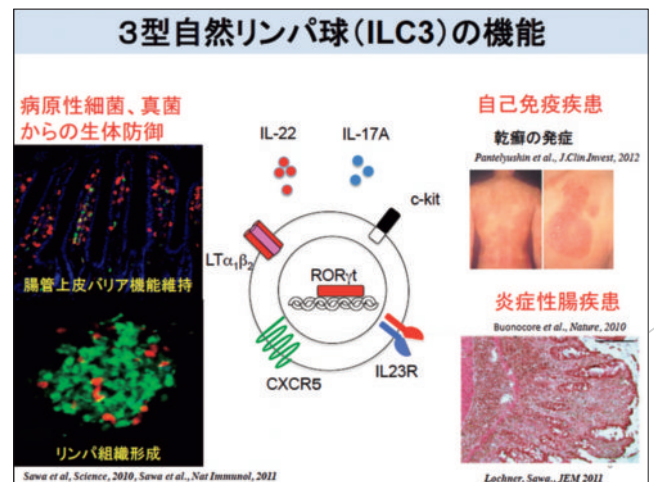 3型自然リンパ球(ILC3)の機能
病原性細菌、真菌
からの生体防御
腸管上皮バリア機能維持
リンパ組織形成
Sawa et al, Science, 2010, Sawa et al., Nat Immunol, 2011
IL-22
IL-17A
c-kit
LTα₁β₂
RORγt
CXCR5
IL23R
自己免疫疾患
乾癬の発症
Pantelyushin et al., J.Clin.Invest, 2012
炎症性腸疾患
Buonocore et al., Nature, 2010
Lochner, Sawa., JEM 2011